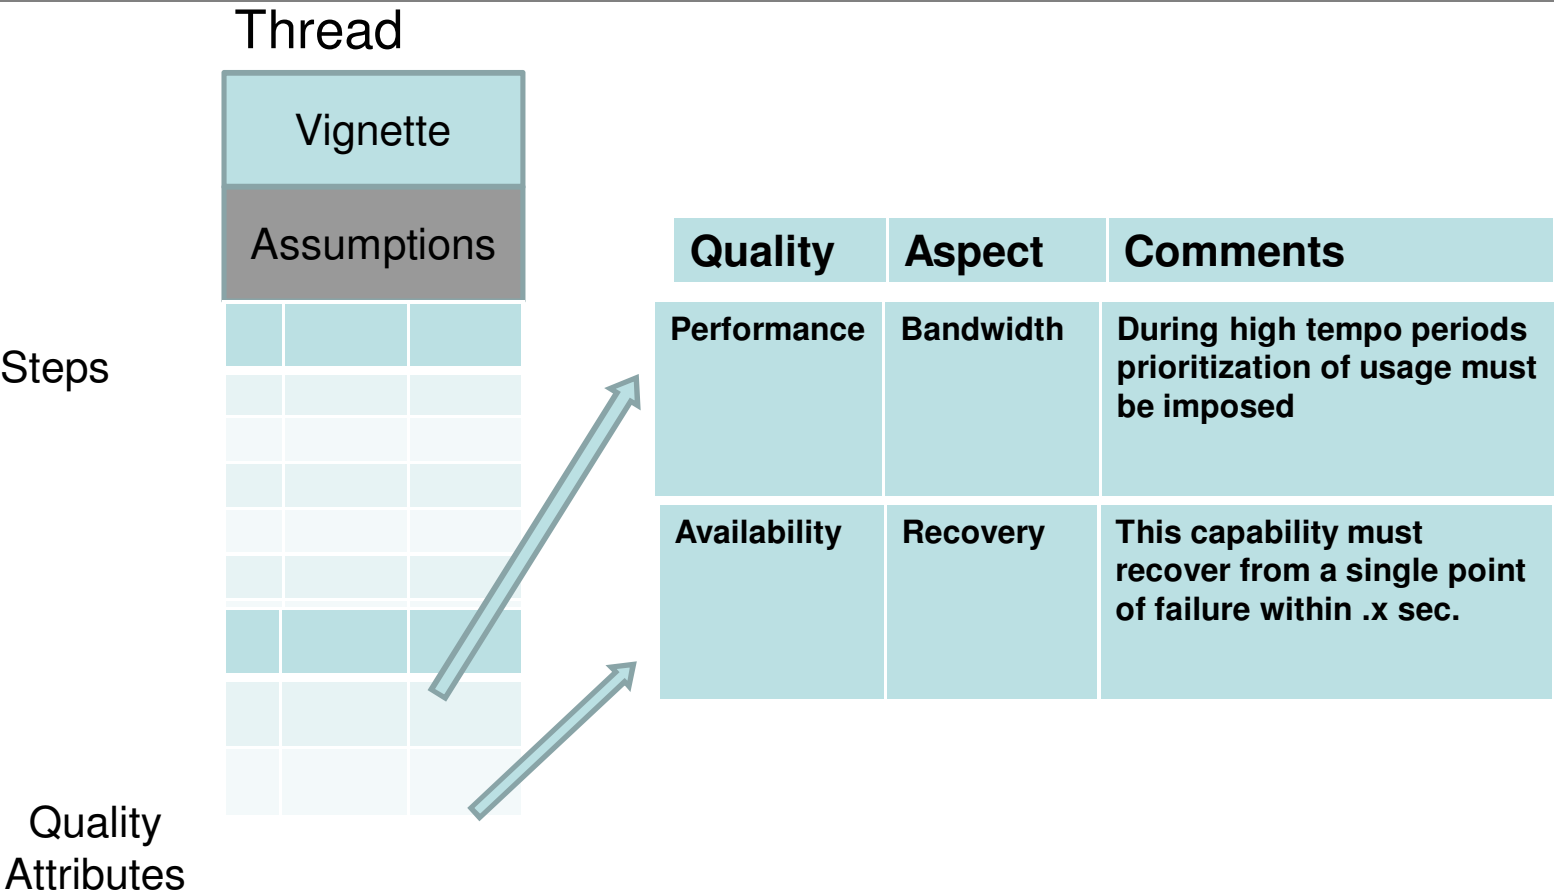 Thread
Vignette
Assumptions
Steps
Quality
Attributes
Quality Aspect Comments
Performance Bandwidth During high tempo periods
prioritization of usage must
be imposed
Availability Recovery This capability must
recover from a single point
of failure within .x sec.